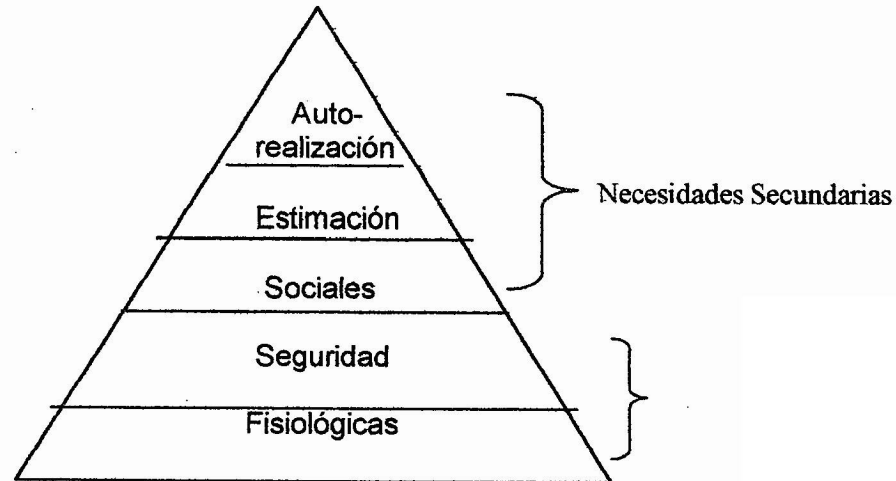 Auto-
realización
Estimación
Necesidades Secundarias
Sociales
Seguridad
Fisiológicas